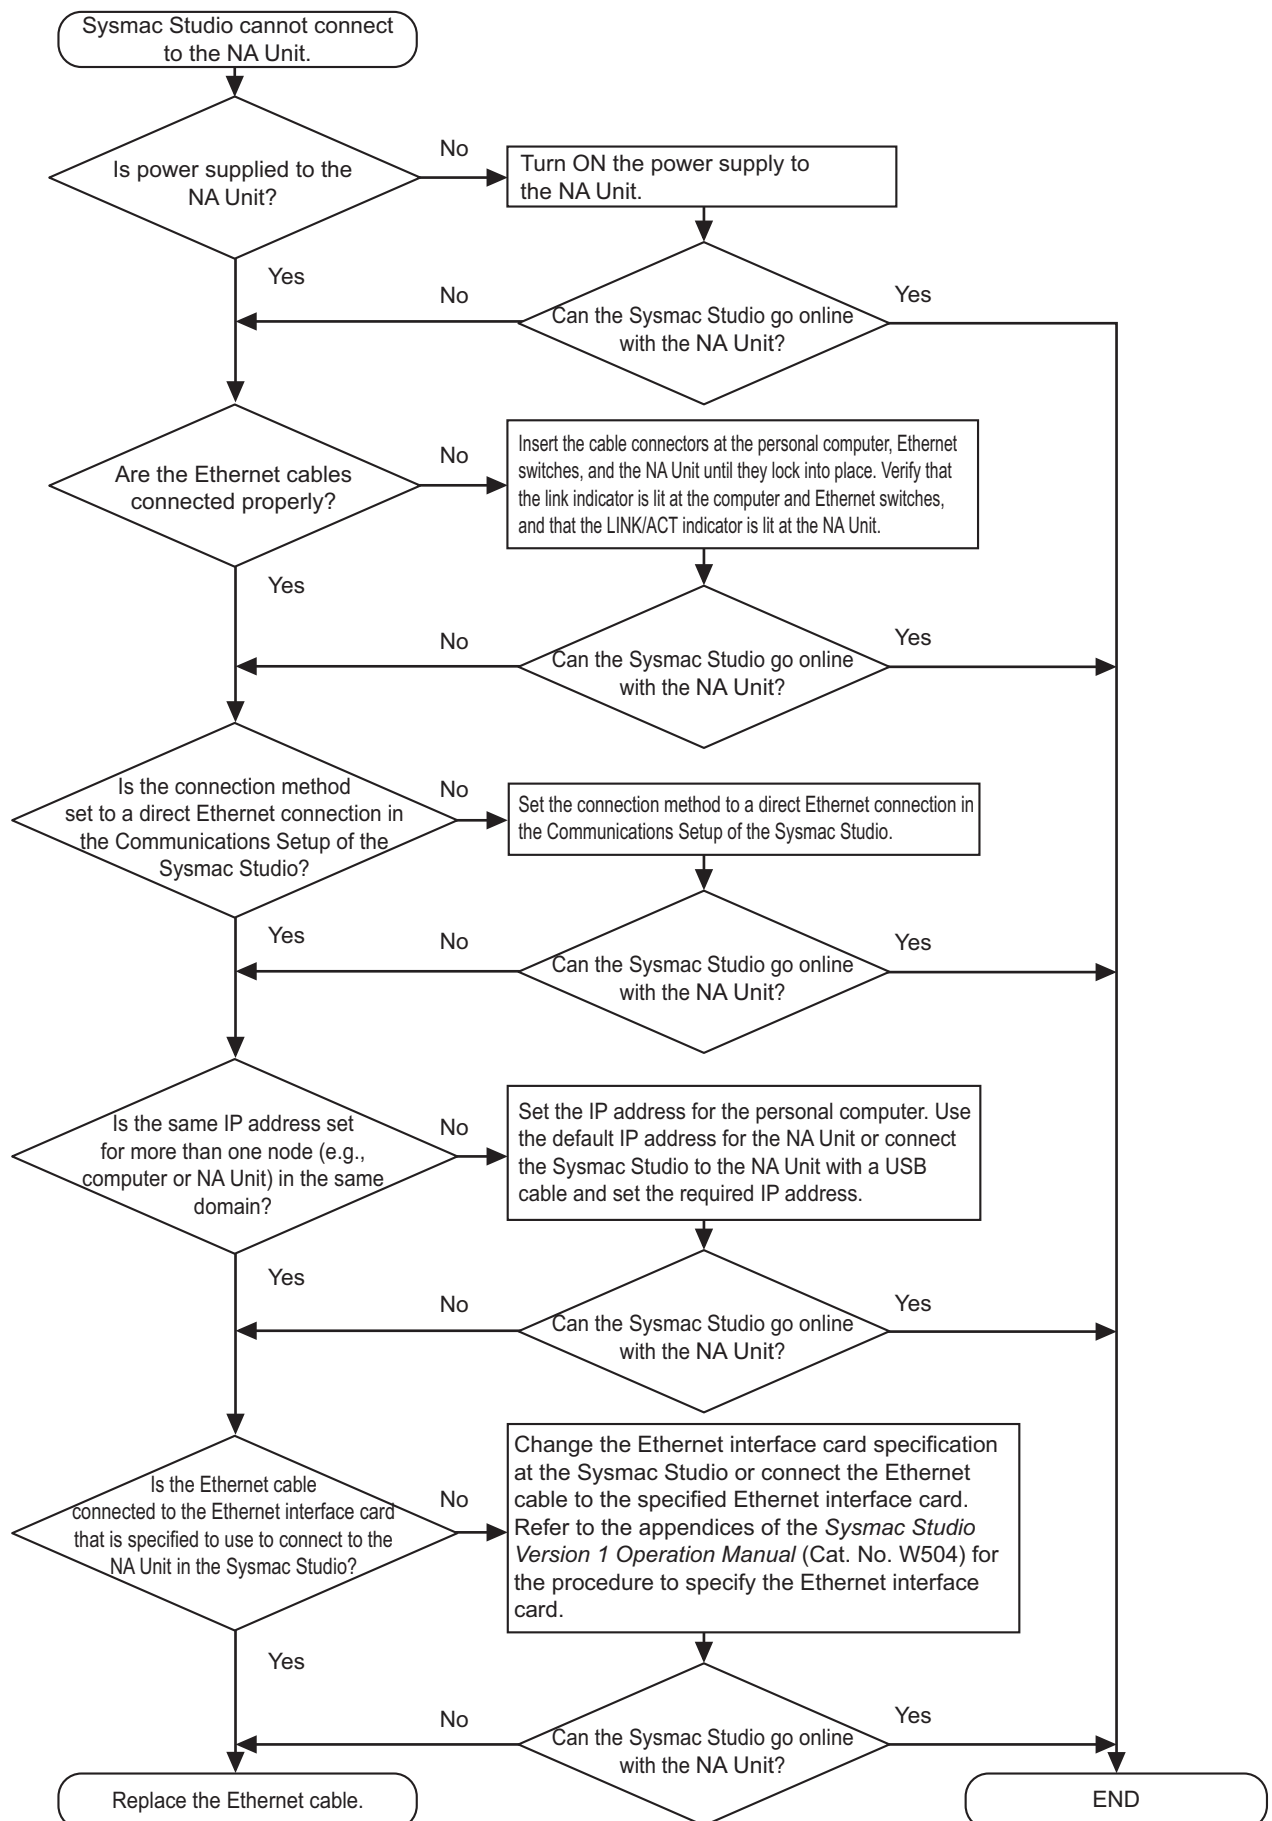 Sysmac Studio cannot connect
to the NA Unit.
Is power supplied to the
NA Unit?
No
Turn ON the power supply to
the NA Unit.
Yes
No
Can the Sysmac Studio go online
with the NA Unit?
Yes
Are the Ethernet cables
connected properly?
No
Insert the cable connectors at the personal computer, Ethernet
switches, and the NA Unit until they lock into place. Verify that
the link indicator is lit at the computer and Ethernet switches,
and that the LINK/ACT indicator is lit at the NA Unit.
Yes
No
Can the Sysmac Studio go online
with the NA Unit?
Yes
Is the connection method
set to a direct Ethernet connection in
the Communications Setup of the
Sysmac Studio?
No
Set the connection method to a direct Ethernet connection in
the Communications Setup of the Sysmac Studio.
Yes
No
Can the Sysmac Studio go online
with the NA Unit?
Yes
Is the same IP address set
for more than one node (e.g.,
computer or NA Unit) in the same
domain?
No
Set the IP address for the personal computer. Use
the default IP address for the NA Unit or connect
the Sysmac Studio to the NA Unit with a USB
cable and set the required IP address.
Yes
No
Can the Sysmac Studio go online
with the NA Unit?
Yes
Is the Ethernet cable
connected to the Ethernet interface card
that is specified to use to connect to the
NA Unit in the Sysmac Studio?
No
Change the Ethernet interface card specification
at the Sysmac Studio or connect the Ethernet
cable to the specified Ethernet interface card.
Refer to the appendices of the Sysmac Studio
Version 1 Operation Manual (Cat. No. W504) for
the procedure to specify the Ethernet interface
card.
Yes
No
Can the Sysmac Studio go online
with the NA Unit?
Yes
Replace the Ethernet cable.
END